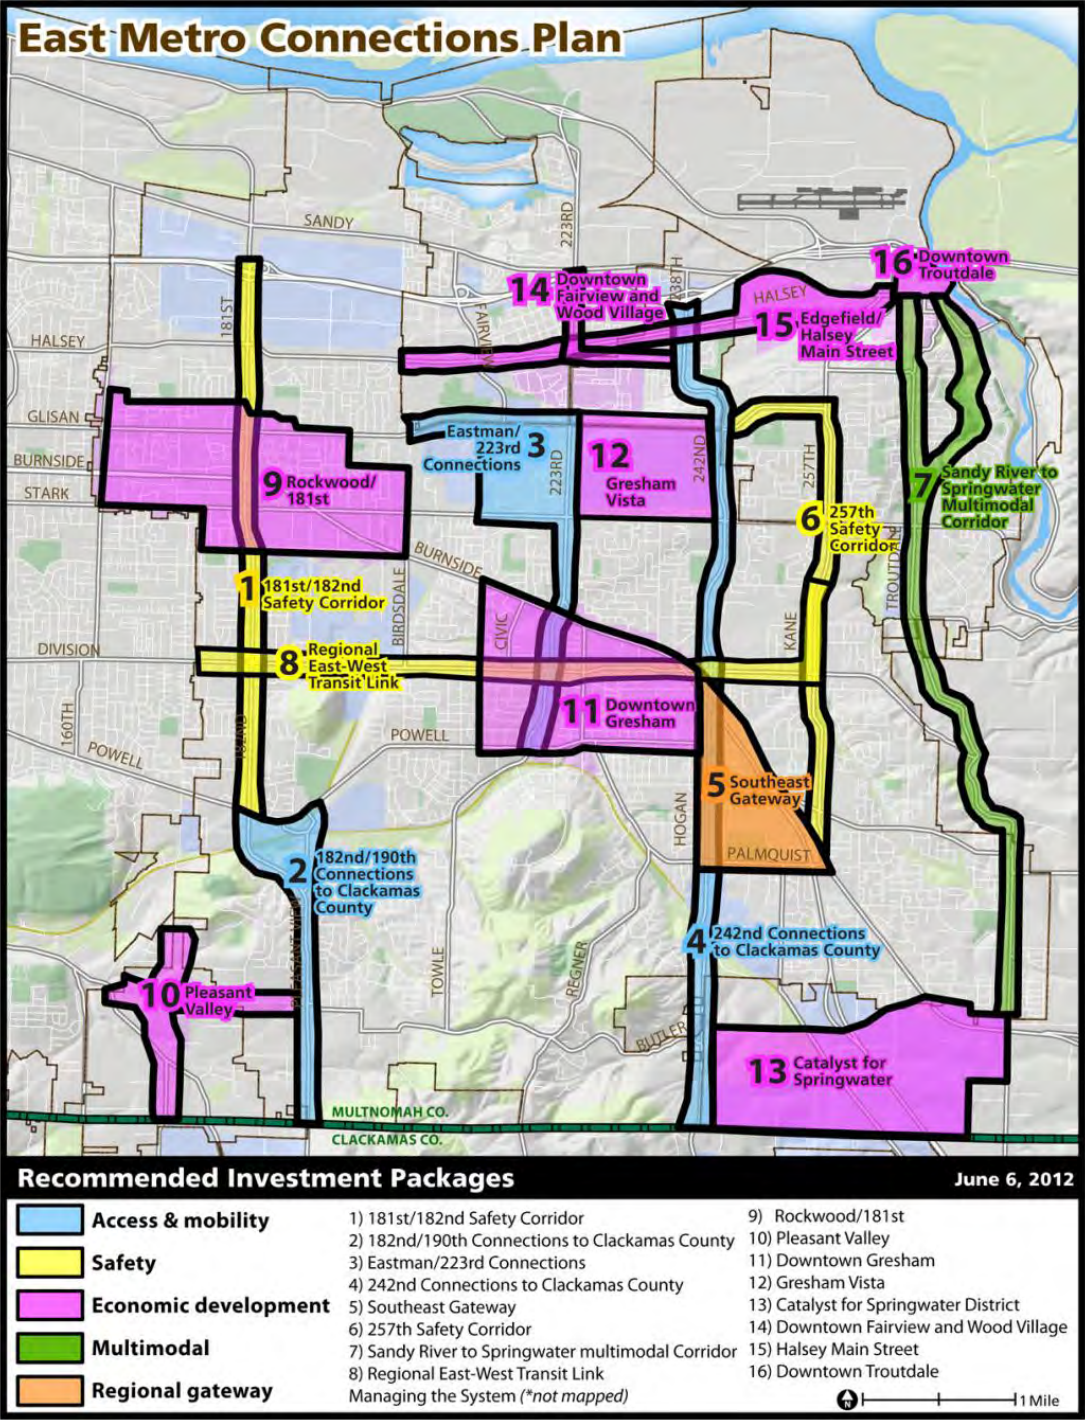 East Metro Connections Plan
SANDY
223RD
238TH
16 Downtown
Troutdale
14 Downtown
Fairview and
Wood Village
HALSEY
15 Edgefield/
Halsey
Main Street
181ST
FAIRVIEW
HALSEY
GLISAN
BURNSIDE
STARK
Eastman/
223rd
Connections
3
223RD
12
Gresham
Vista
242ND
257TH
9 Rockwood/
181st
6 257th
Safety
Corridor
7 Sandy River to
Springwater
Multimodal
Corridor
TROUTDALE
BURNSIDE
1 181st/182nd
Safety Corridor
BIRDSDALE
CIVIC
KANE
DIVISION
8 Regional
East-West
Transit Link
160TH
182ND
POWELL
POWELL
11 Downtown
Gresham
5 Southeast
Gateway
HOGAN
PALMQUIST
2 182nd/190th
Connections
to Clackamas
County
PLEASANT VIEW
4 242nd Connections
to Clackamas County
TOWLE
REGNER
10 Pleasant
Valley
BUTLER
13 Catalyst for
Springwater
MULTNOMAH CO.
CLACKAMAS CO.
Recommended Investment Packages
June 6, 2012
Access & mobility
Safety
Economic development
Multimodal
Regional gateway
1) 181st/182nd Safety Corridor
2) 182nd/190th Connections to Clackamas County
3) Eastman/223rd Connections
4) 242nd Connections to Clackamas County
5) Southeast Gateway
6) 257th Safety Corridor
7) Sandy River to Springwater multimodal Corridor
8) Regional East-West Transit Link
Managing the System (*not mapped)
9) Rockwood/181st
10) Pleasant Valley
11) Downtown Gresham
12) Gresham Vista
13) Catalyst for Springwater District
14) Downtown Fairview and Wood Village
15) Halsey Main Street
16) Downtown Troutdale
N
1 Mile